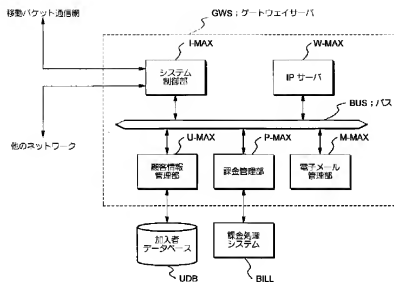 移動パケット通信網
GWS：ゲートウェイサーバ
I-MAX
W-MAX
システム
制御部
IPサーバ
BUS：バス
他のネットワーク
U-MAX
P-MAX
M-MAX
顧客情報
管理部
課金管理部
電子メール
管理部
加入者
データベース
課金処理
システム
UDB
BILL